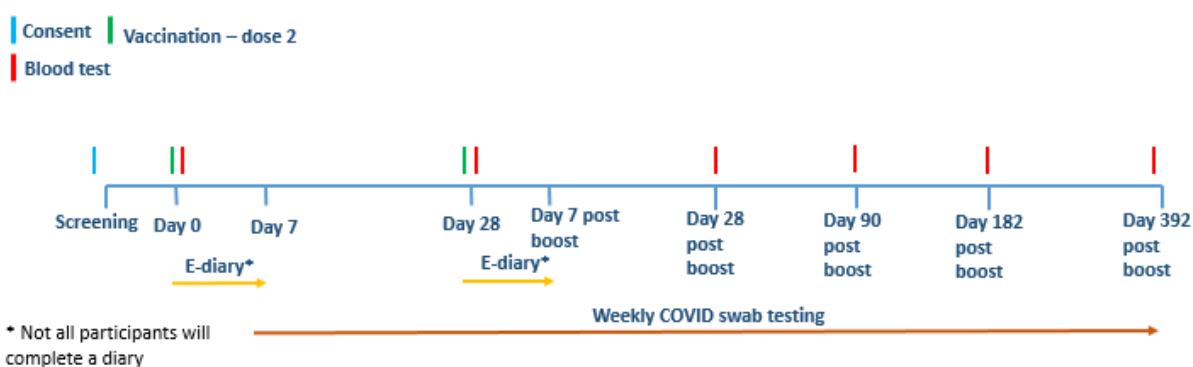 Consent
Vaccination – dose 2
Blood test
Screening
Day 0
Day 7
Day 28
Day 7 post
boost
Day 28
post
boost
Day 90
post
boost
Day 182
post
boost
Day 392
post
boost
E-diary*
E-diary*
Weekly COVID swab testing
* Not all participants will
complete a diary